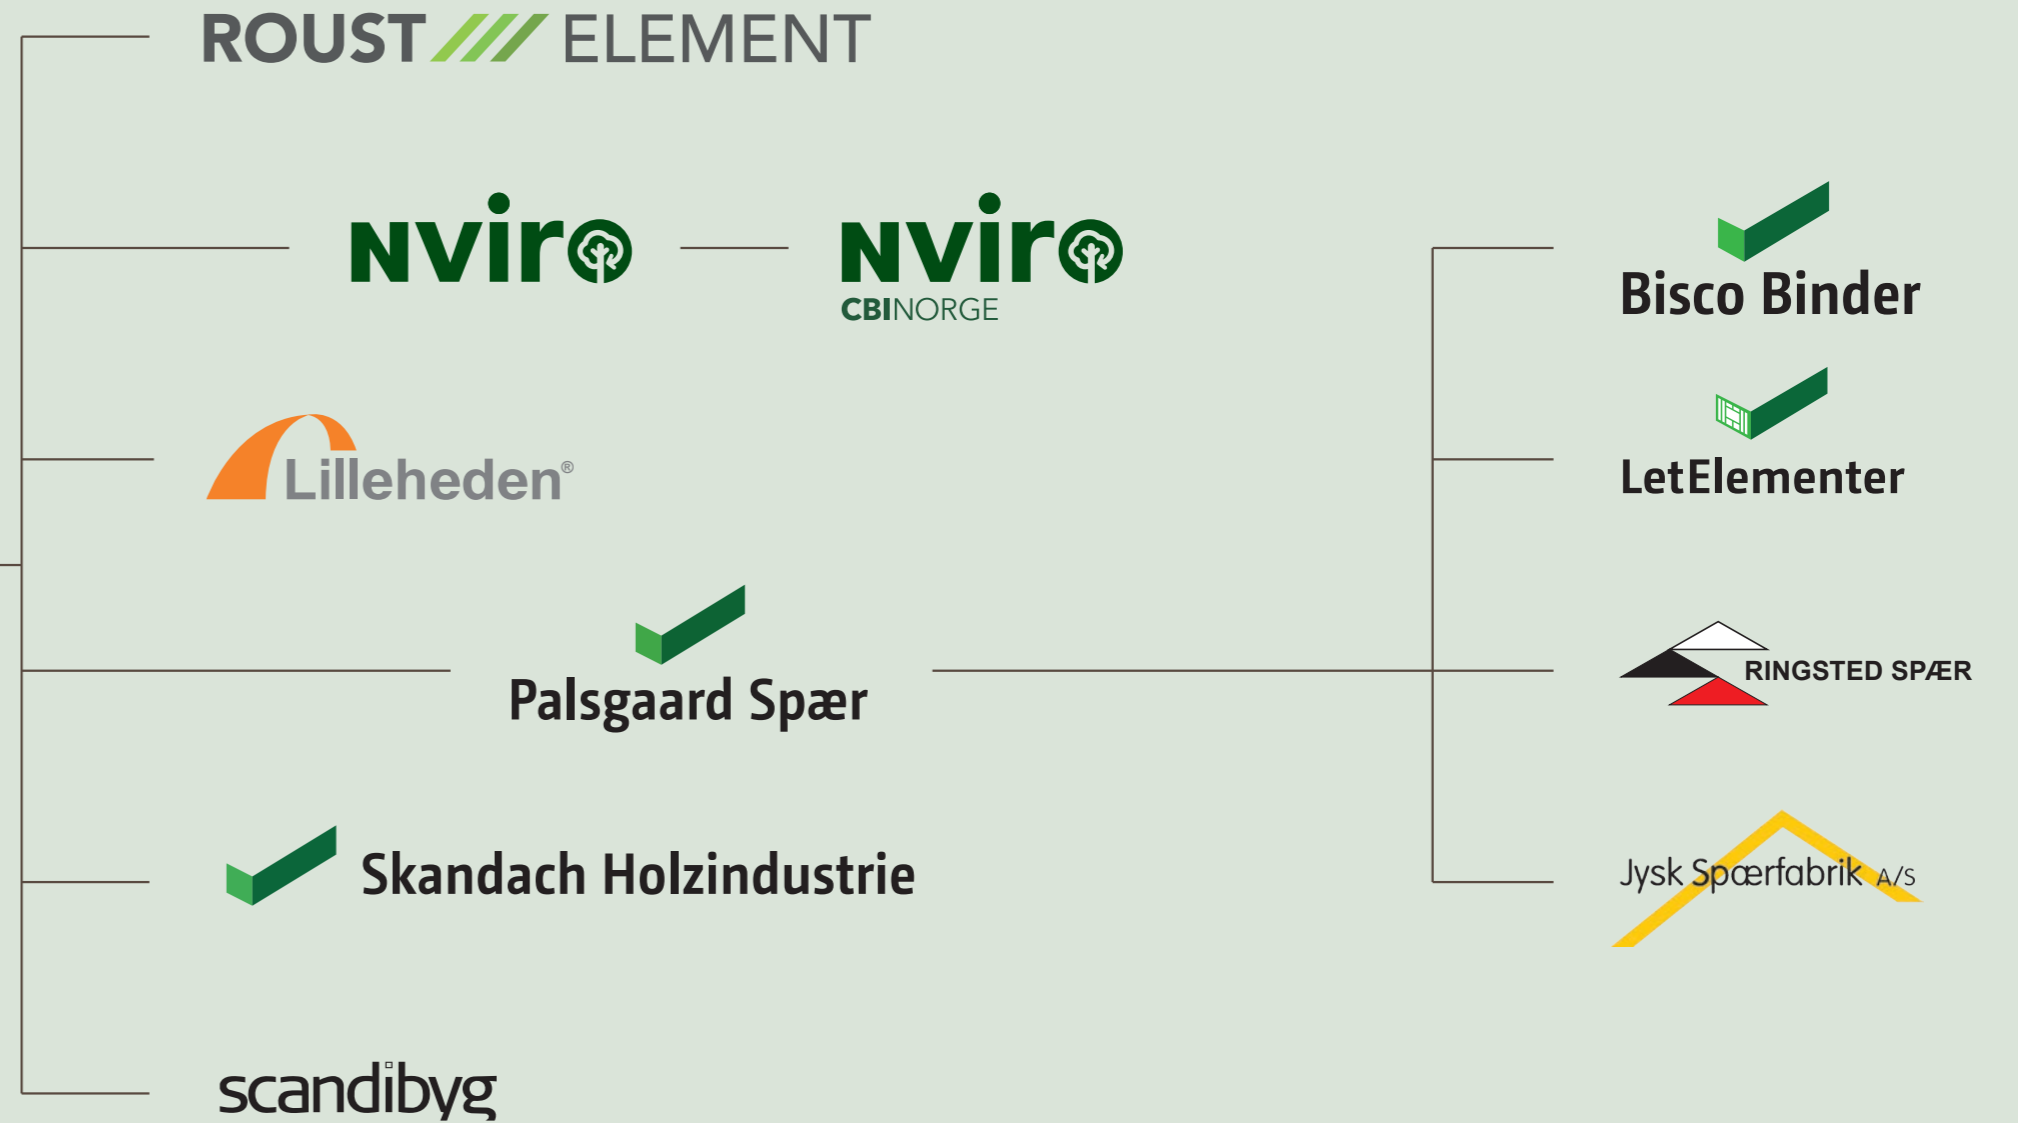 ROUST ELEMENT
nviro
nviro
CBINORGE
Bisco Binder
Lilleheden®
LetElementer
Palsgaard Spær
RINGSTED SPÆR
Skandach Holzindustrie
Jysk Spærfabrik A/S
scandibyg